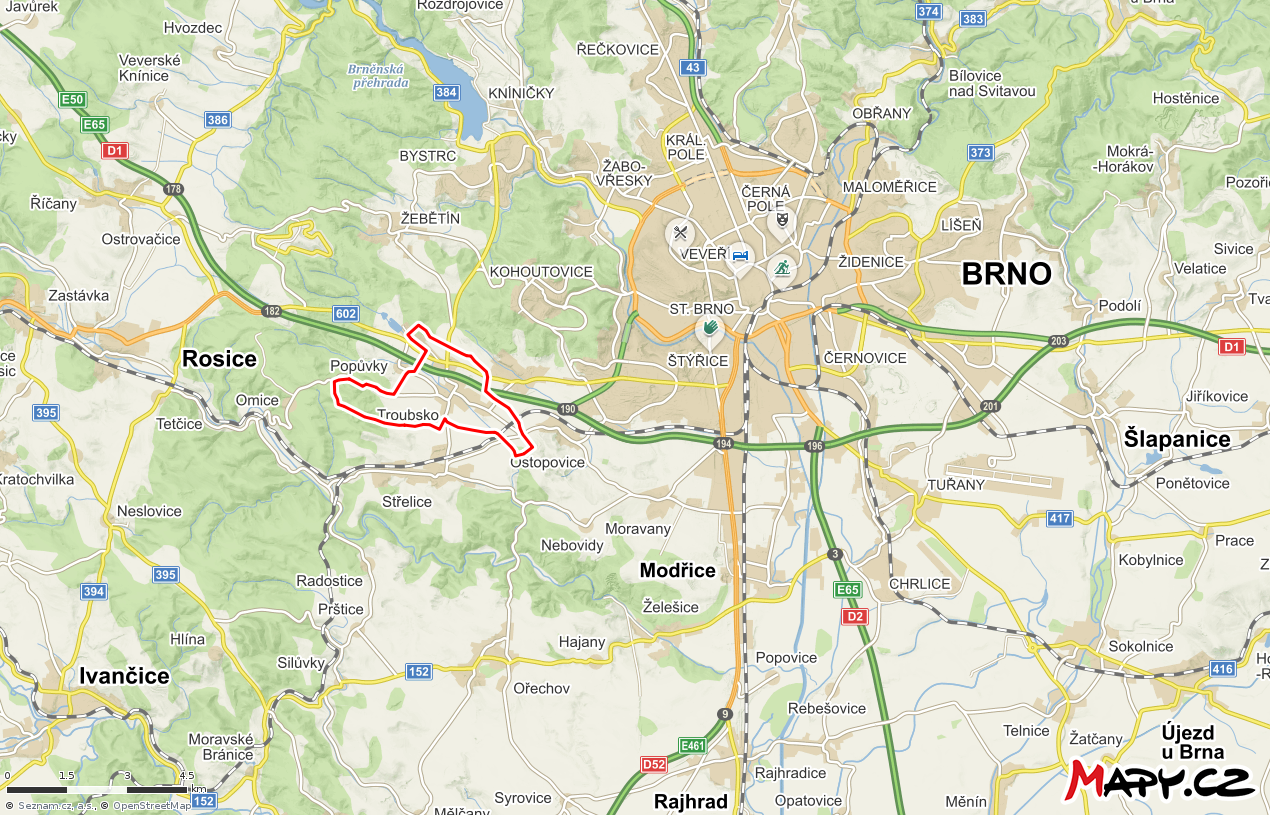 Javůrek
Rozdrojovice
u Brna
374
383
Hvozdec
ŘEČKOVICE
43
Veverské
Knínice
Brněnská
přehrada
Bílovice
nad Svitavou
E50
384
KNÍNIČKY
Hostěnice
E65
386
OBŘANY
D1
KRÁL.
POLE
373
Mokrá-
-Horákov
BYSTRC
ŽABO-
VŘESKY
178
ČERNÁ
POLE
MALOMĚŘICE
Říčany
ŽEBĚTÍN
LÍŠEŇ
Ostrovačice
VEVEŘÍ
ŽIDENICE
Sivice
KOHOUTOVICE
BRNO
Velatice
Zastávka
ST. BRNO
Podolí
182
602
ŠTÝŘICE
203
D1
Rosice
Popůvky
ČERNOVICE
Omice
Jiříkovice
395
Tetčice
Troubsko
190
201
194
196
Šlapanice
Ostopovice
Kratochvilka
TUŘANY
Ponětovice
Střelice
Neslovice
Moravany
417
Nebovidy
Prace
3
Kobylnice
395
Modřice
Radostice
CHRLICE
394
E65
Prštice
Želešice
D2
Hlína
Hajany
Silůvky
Popovice
Sokolnice
152
416
Ivančice
Ořechov
Rebešovice
9
Telnice
Žatčany
Újezd
u Brna
Moravské
Bránice
E461
D52
Rajhradice
0 1.5 3 4.5 km
Syrovice
Rajhrad
Opatovice
Měnín
MAPY.CZ
© Seznam.cz, a.s., © OpenStreetMap
152
Mělčany